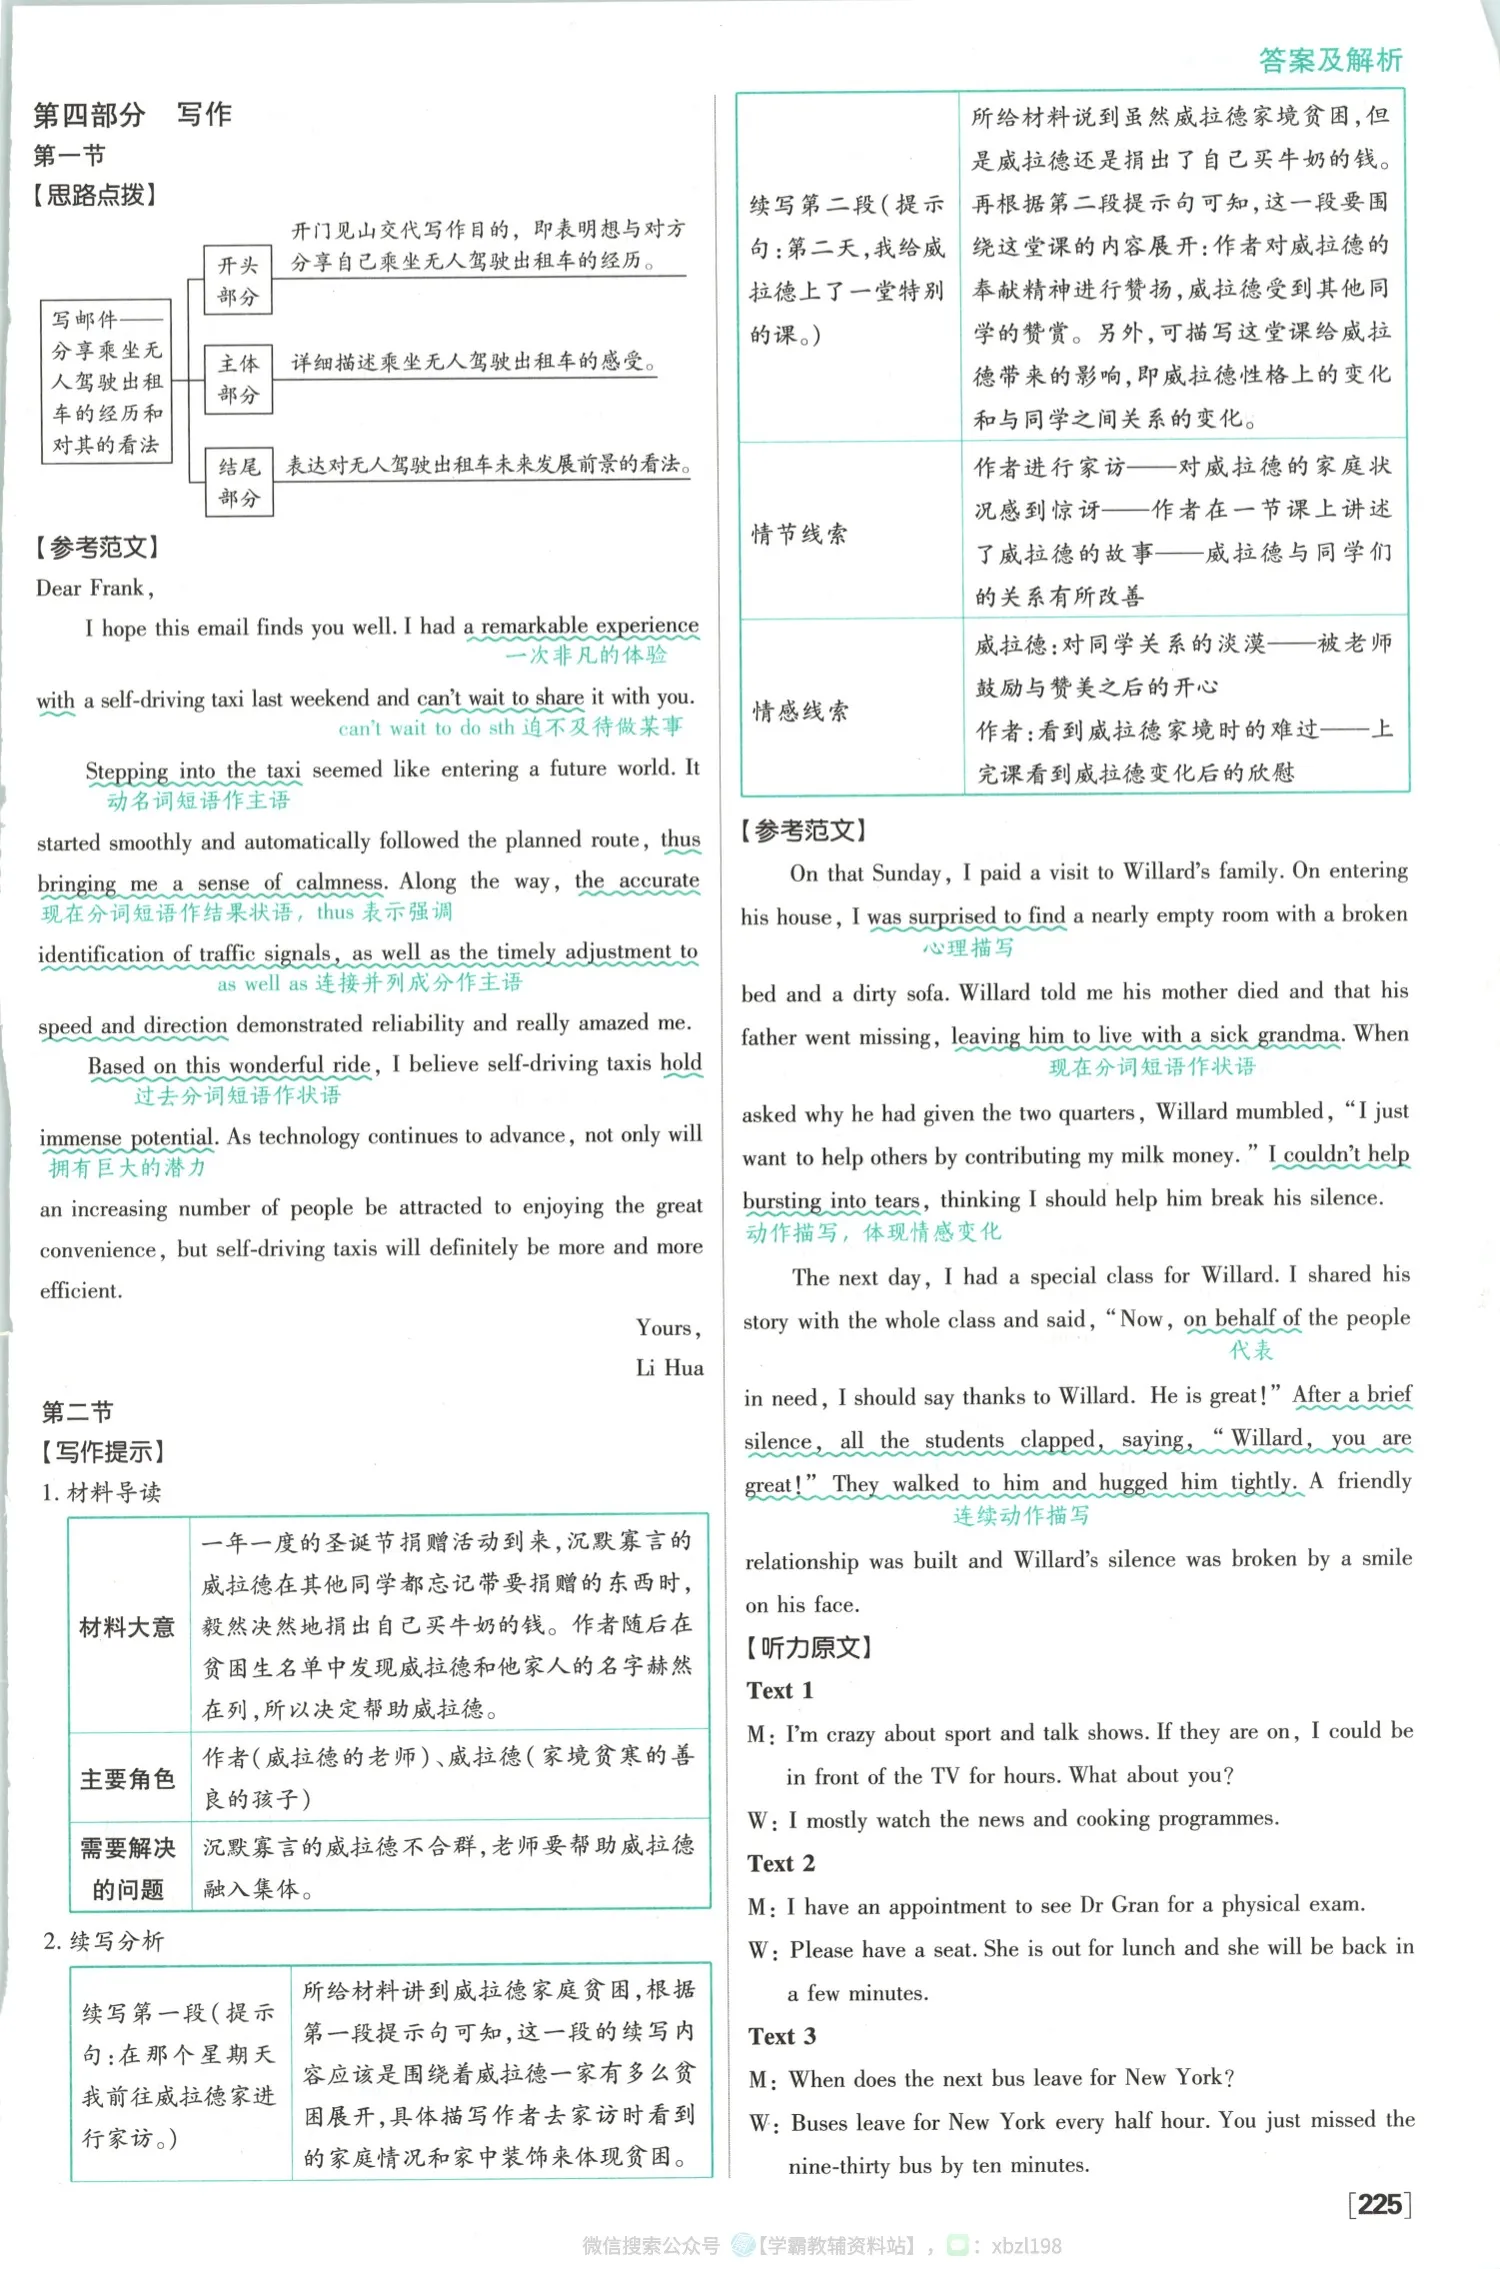 答案及解析
第四部分 写作
第一节
【思路点拨】
写邮件——
分享乘坐无
人驾驶出租
车的经历和
对其的看法
开头
部分
开门见山交代写作目的，即表明想与对方
分享自己乘坐无人驾驶出租车的经历。
主体
部分
详细描述乘坐无人驾驶出租车的感受。
结尾
部分
表达对无人驾驶出租车未来发展前景的看法。
【参考范文】
Dear Frank,
I hope this email finds you well. I had a remarkable experience
一次非凡的体验
with a self-driving taxi last weekend and can't wait to share it with you.
can't wait to do sth 迫不及待做某事
Stepping into the taxi seemed like entering a future world. It
动名词短语作主语
started smoothly and automatically followed the planned route, thus
bringing me a sense of calmness. Along the way, the accurate
现在分词短语作结果状语，thus 表示强调
identification of traffic signals, as well as the timely adjustment to
as well as 连接并列成分作主语
speed and direction demonstrated reliability and really amazed me.
Based on this wonderful ride, I believe self-driving taxis hold
过去分词短语作状语
immense potential. As technology continues to advance, not only will
拥有巨大的潜力
an increasing number of people be attracted to enjoying the great
convenience, but self-driving taxis will definitely be more and more
efficient.
Yours,
Li Hua
第二节
【写作提示】
1. 材料导读
材料大意
一年一度的圣诞节捐赠活动到来,沉默寡言的
威拉德在其他同学都忘记带要捐赠的东西时,
毅然决然地捐出自己买牛奶的钱。作者随后在
贫困生名单中发现威拉德和他家人的名字赫然
在列,所以决定帮助威拉德。
主要角色
作者(威拉德的老师)、威拉德(家境贫寒的善
良的孩子)
需要解决
的问题
沉默寡言的威拉德不合群,老师要帮助威拉德
融入集体。
2. 续写分析
续写第一段(提示
句:在那个星期天
我前往威拉德家进
行家访。)
所给材料讲到威拉德家庭贫困,根据
第一段提示句可知,这一段的续写内
容应该是围绕着威拉德一家有多么贫
困展开,具体描写作者去家访时看到
的家庭情况和家中装饰来体现贫困。
续写第二段(提示
句:第二天,我给威
拉德上了一堂特别
的课。)
所给材料说到虽然威拉德家境贫困,但
是威拉德还是捐出了自己买牛奶的钱。
再根据第二段提示句可知,这一段要围
绕这堂课的内容展开:作者对威拉德的
奉献精神进行赞扬,威拉德受到其他同
学的赞赏。另外,可描写这堂课给威拉
德带来的影响,即威拉德性格上的变化
和与同学之间关系的变化。
情节线索
作者进行家访——对威拉德的家庭状
况感到惊讶——作者在一节课上讲述
了威拉德的故事——威拉德与同学们
的关系有所改善
情感线索
威拉德:对同学关系的淡漠——被老师
鼓励与赞美之后的开心
作者:看到威拉德家境时的难过——上
完课看到威拉德变化后的欣慰
【参考范文】
On that Sunday, I paid a visit to Willard's family. On entering
his house, I was surprised to find a nearly empty room with a broken
心理描写
bed and a dirty sofa. Willard told me his mother died and that his
father went missing, leaving him to live with a sick grandma. When
现在分词短语作状语
asked why he had given the two quarters, Willard mumbled, “I just
want to help others by contributing my milk money.” I couldn't help
bursting into tears, thinking I should help him break his silence.
动作描写，体现情感变化
The next day, I had a special class for Willard. I shared his
story with the whole class and said, “Now, on behalf of the people
代表
in need, I should say thanks to Willard. He is great!” After a brief
silence, all the students clapped, saying, “Willard, you are
great!” They walked to him and hugged him tightly. A friendly
连续动作描写
relationship was built and Willard's silence was broken by a smile
on his face.
【听力原文】
Text 1
M: I'm crazy about sport and talk shows. If they are on, I could be
in front of the TV for hours. What about you?
W: I mostly watch the news and cooking programmes.
Text 2
M: I have an appointment to see Dr Gran for a physical exam.
W: Please have a seat. She is out for lunch and she will be back in
a few minutes.
Text 3
M: When does the next bus leave for New York?
W: Buses leave for New York every half hour. You just missed the
nine-thirty bus by ten minutes.
[225]
微信搜索公众号【学霸教辅资料站】，：xbzl198